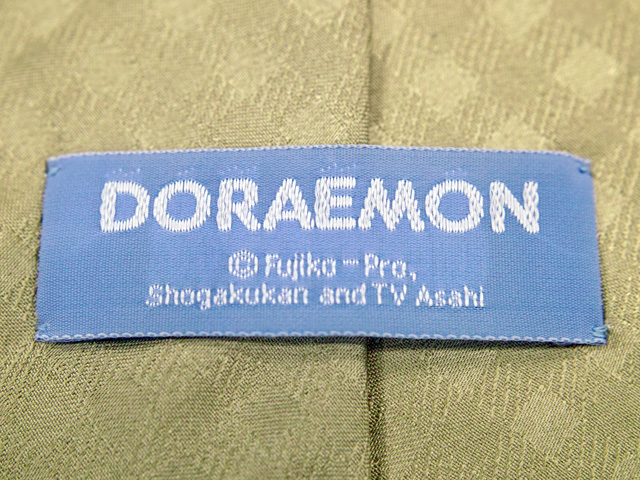 DORAEMON
© Fujiko-Pro,
Shogakukan and TV Asahi